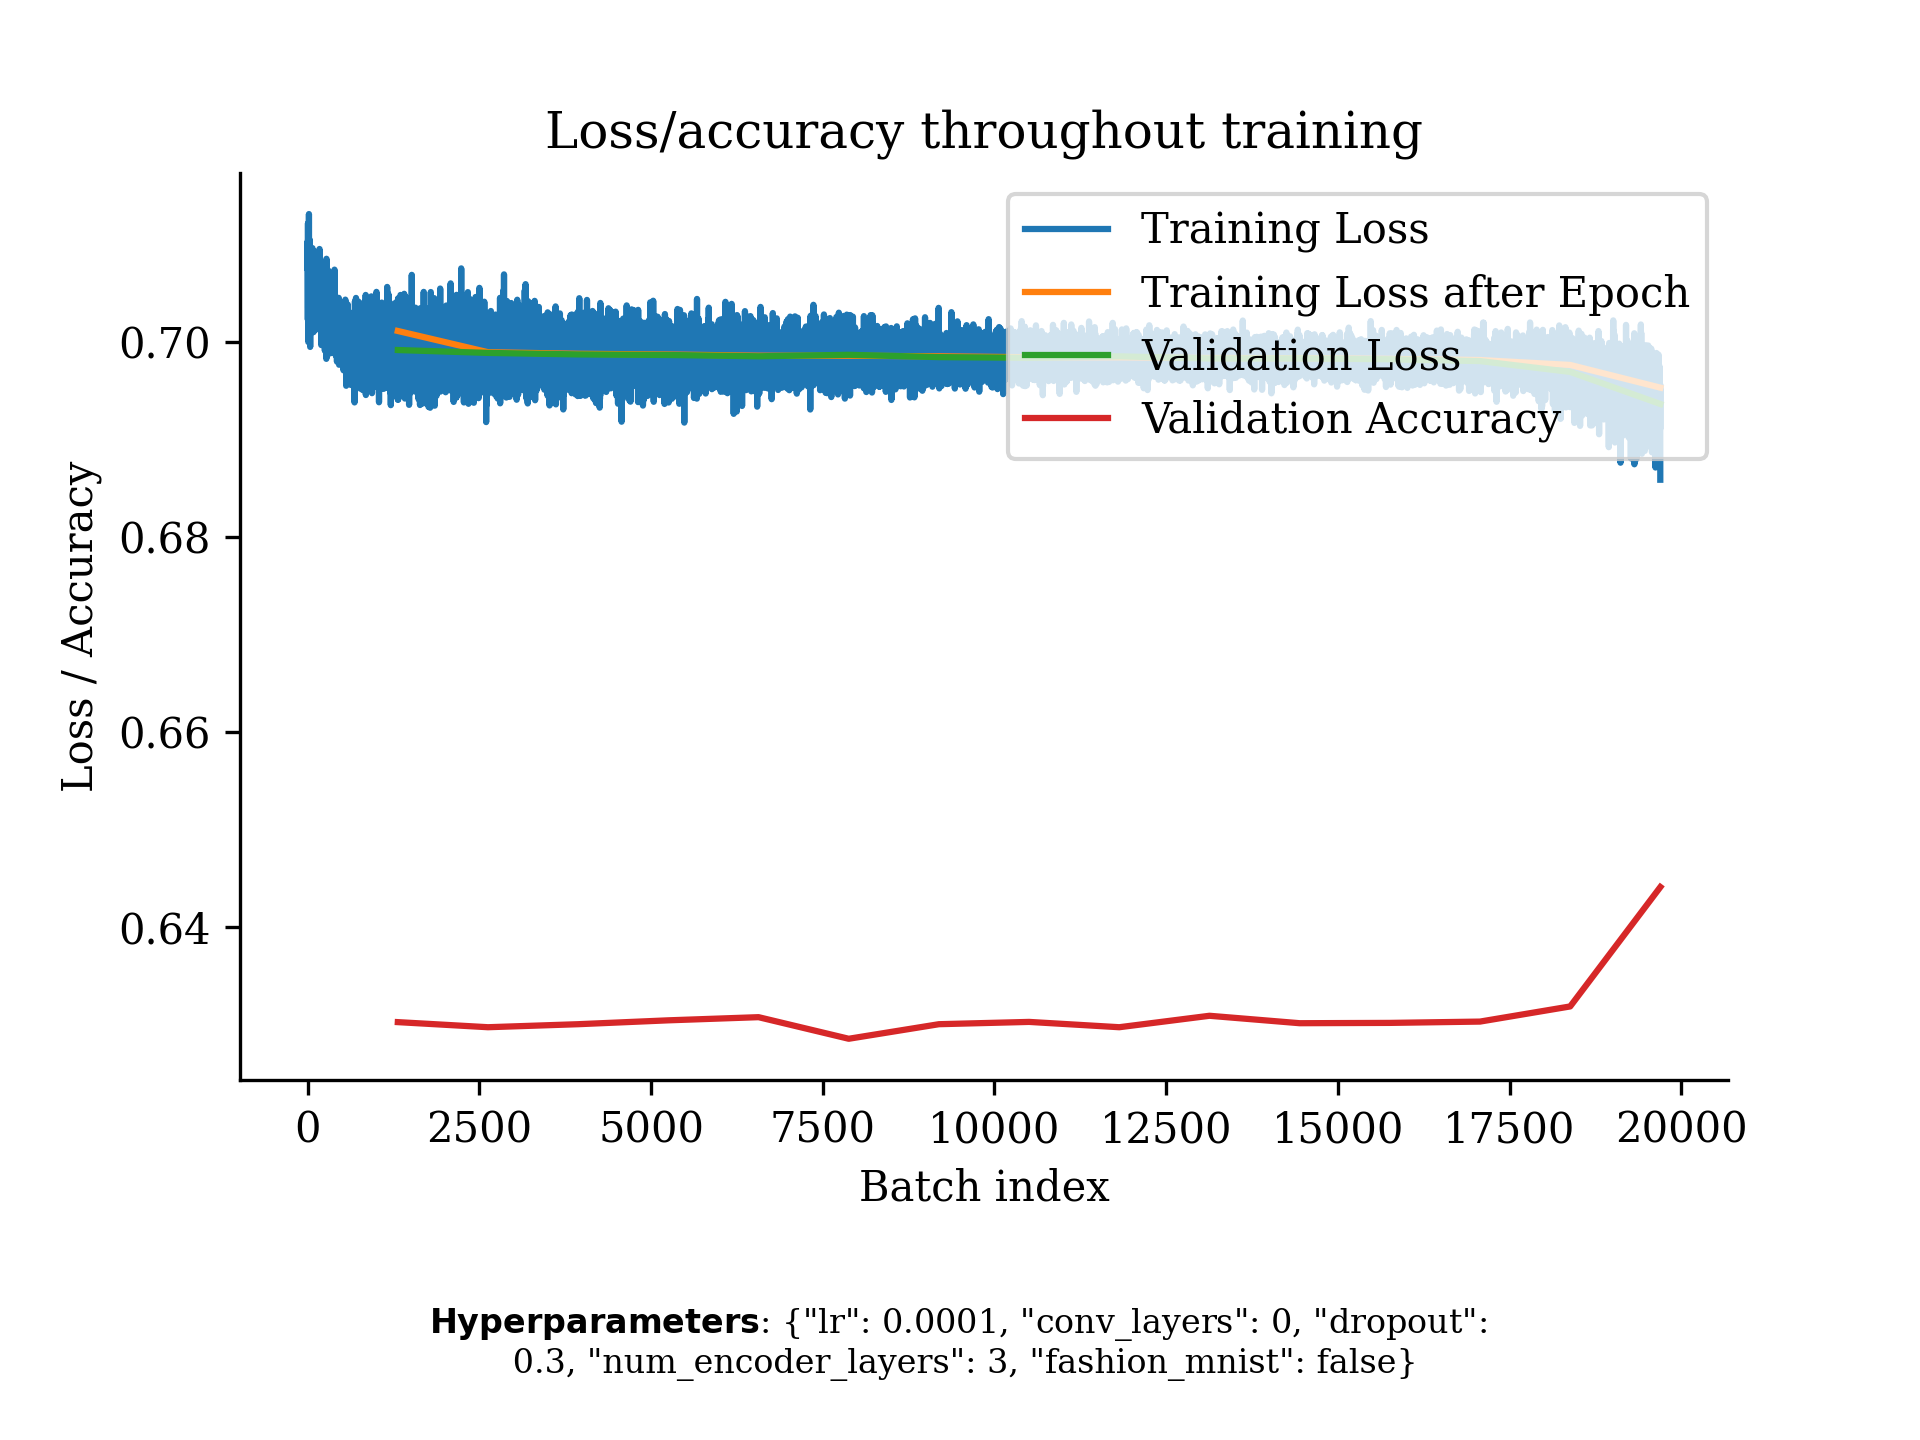 Loss/accuracy throughout training
Training Loss
Training Loss after Epoch
Validation Loss
Validation Accuracy
0.70
0.68
0.66
0.64
Loss / Accuracy
0 2500 5000 7500 10000 12500 15000 17500 20000
Batch index
Hyperparameters: {"lr": 0.0001, "conv_layers": 0, "dropout":
0.3, "num_encoder_layers": 3, "fashion_mnist": false}